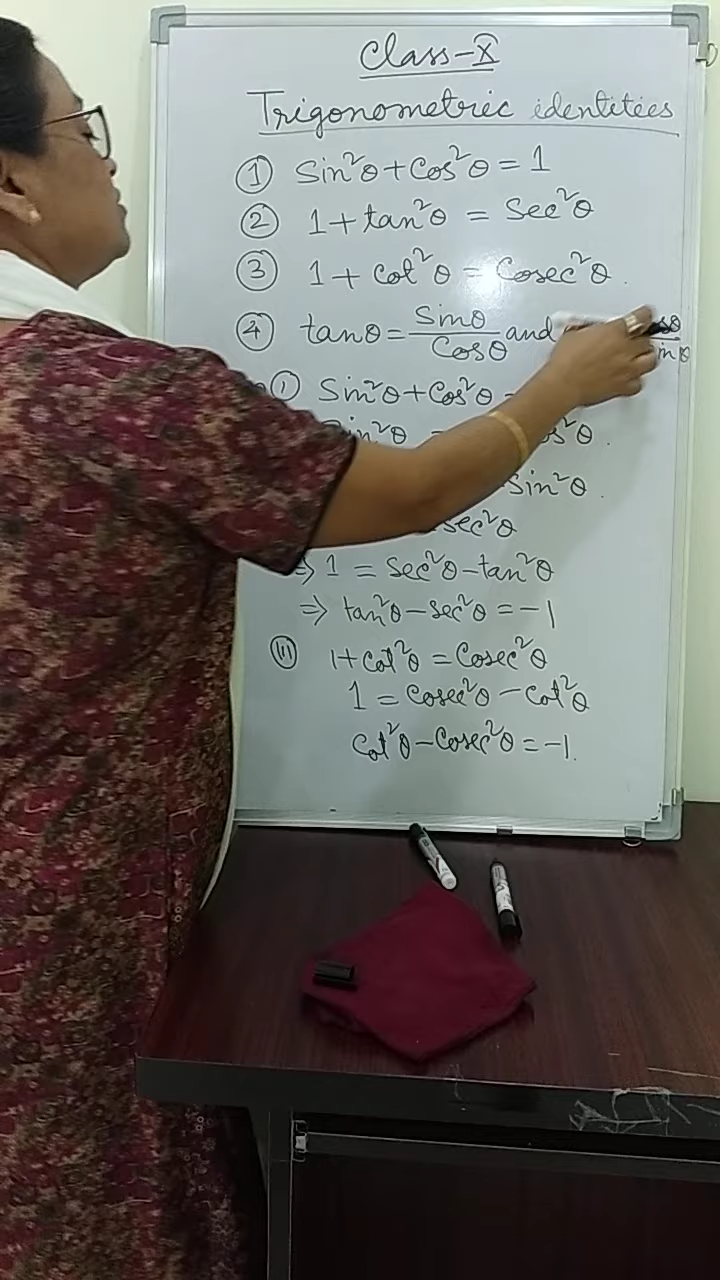 Class-X
Trigonometric identities
① Sin²θ + Cos²θ = 1
② 1 + tan²θ = Sec²θ
③ 1 + Cot²θ = Cosec²θ.
④ tanθ = Sinθ/Cosθ and
① Sin²θ + Cos²θ
Sin²θ.
⇒ 1 = Sec²θ - tan²θ
⇒ tan²θ - sec²θ = -1
(III) 1 + Cot²θ = Cosec²θ
1 = Cosec²θ - Cot²θ
Cot²θ - Cosec²θ = -1.